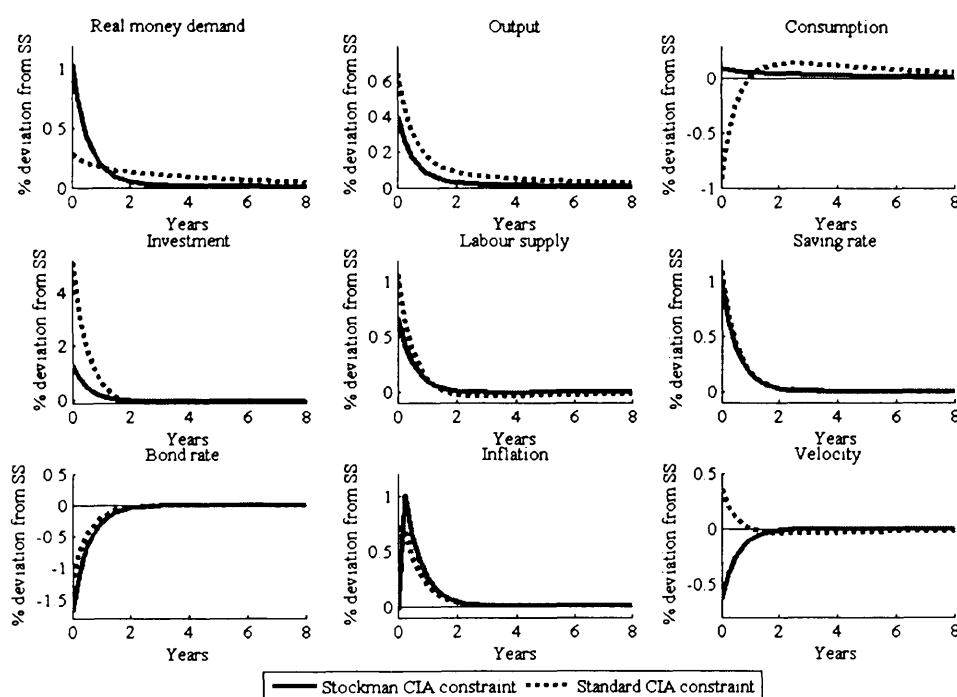 Real money demand
Output
Consumption
% deviation from SS
1
0 5
0
0 2 4 6 8
Years
% deviation from SS
0 6
0 4
0 2
0
0 2 4 6 8
Years
% deviation from SS
0
-0.5
-1
0 2 4 6 8
Years
Investment
Labour supply
Saving rate
% deviation from SS
4
2
0
0 2 4 6 8
Years
% deviation from SS
1
0.5
0
0 2 4 6 8
Years
% deviation from SS
1
0.5
0
0 2 4 6 8
Years
Bond rate
Inflation
Velocity
% deviation from SS
0 5
0
-0.5
-1
-1.5
0 2 4 6 8
Years
% deviation from SS
1
0.5
0
0 2 4 6 8
Years
% deviation from SS
0.5
0
-0.5
0 2 4 6 8
Years
Stockman CIA constraint Standard CIA constraint